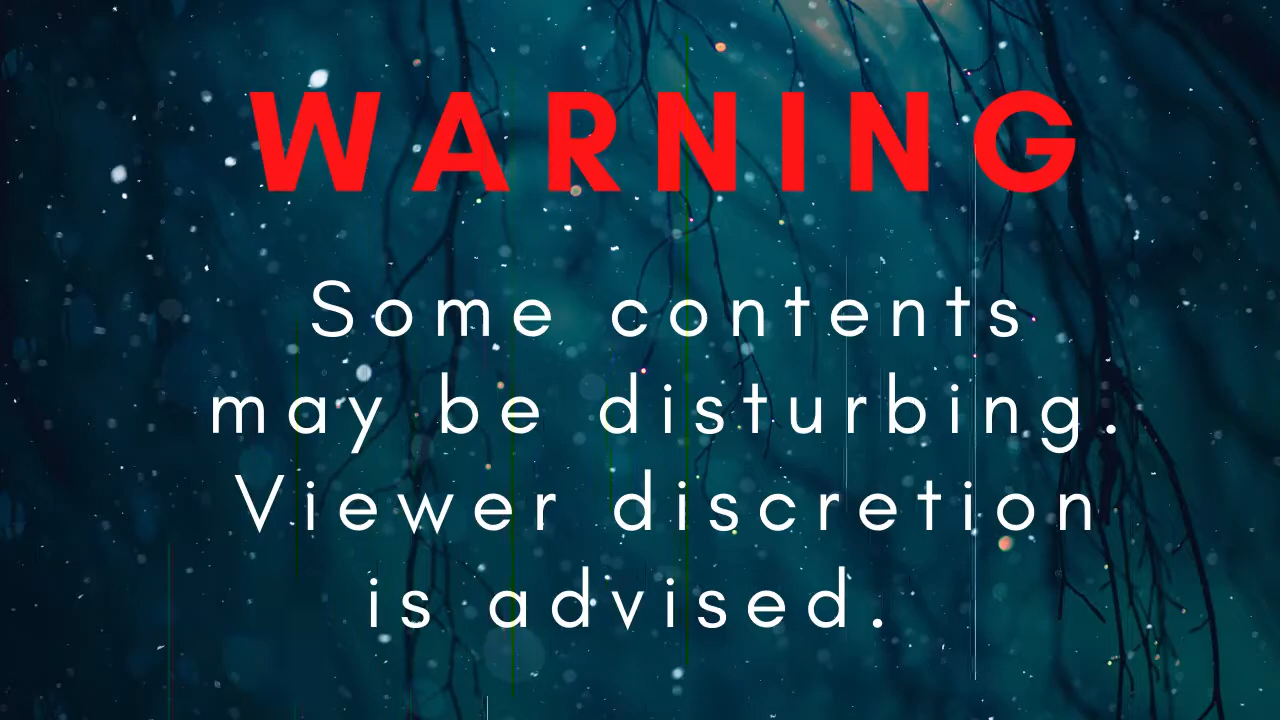 WARNING
Some contents
may be disturbing.
Viewer discretion
is advised.